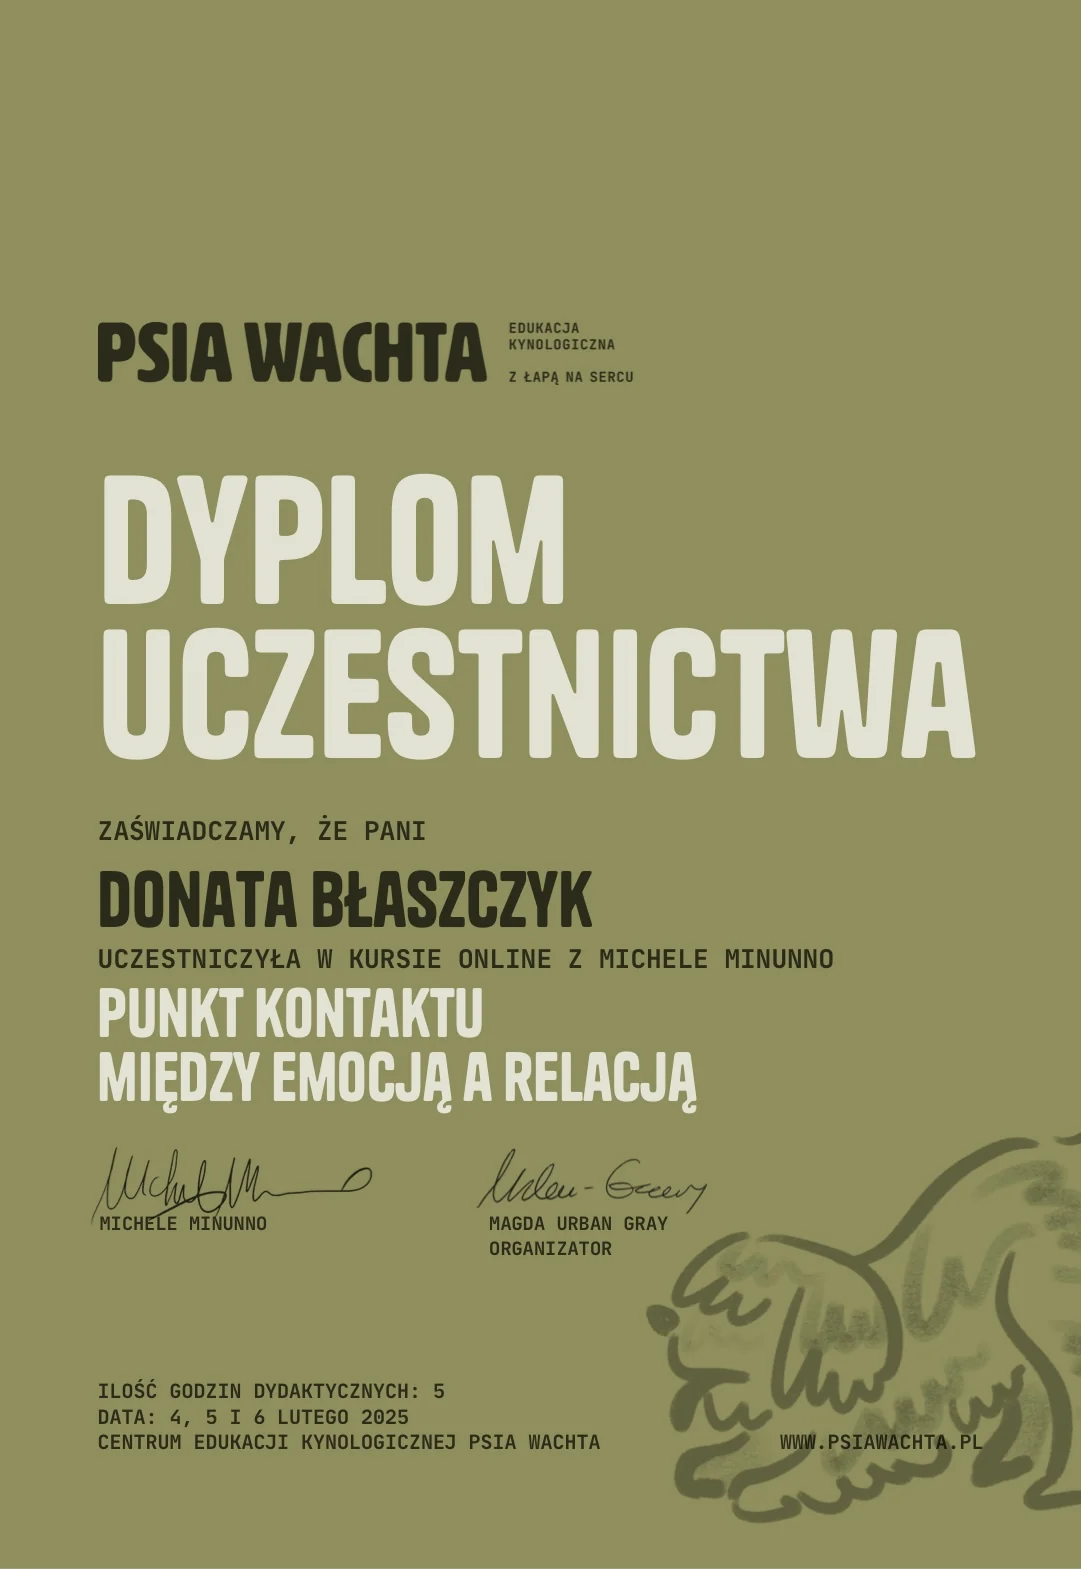 PSIA WACHTA
EDUKACJA
KYNOLOGICZNA
Z ŁAPĄ NA SERCU
DYPLOM
UCZESTNICTWA
ZAŚWIADCZAMY, ŻE PANI
DONATA BŁASZCZYK
UCZESTNICZYŁA W KURSIE ONLINE Z MICHELE MINUNNO
PUNKT KONTAKTU
MIĘDZY EMOCJĄ A RELACJĄ
MICHELE MINUNNO
MAGDA URBAN GRAY
ORGANIZATOR
ILOŚĆ GODZIN DYDAKTYCZNYCH: 5
DATA: 4, 5 I 6 LUTEGO 2025
CENTRUM EDUKACJI KYNOLOGICZNEJ PSIA WACHTA
WWW.PSIAWACHTA.PL